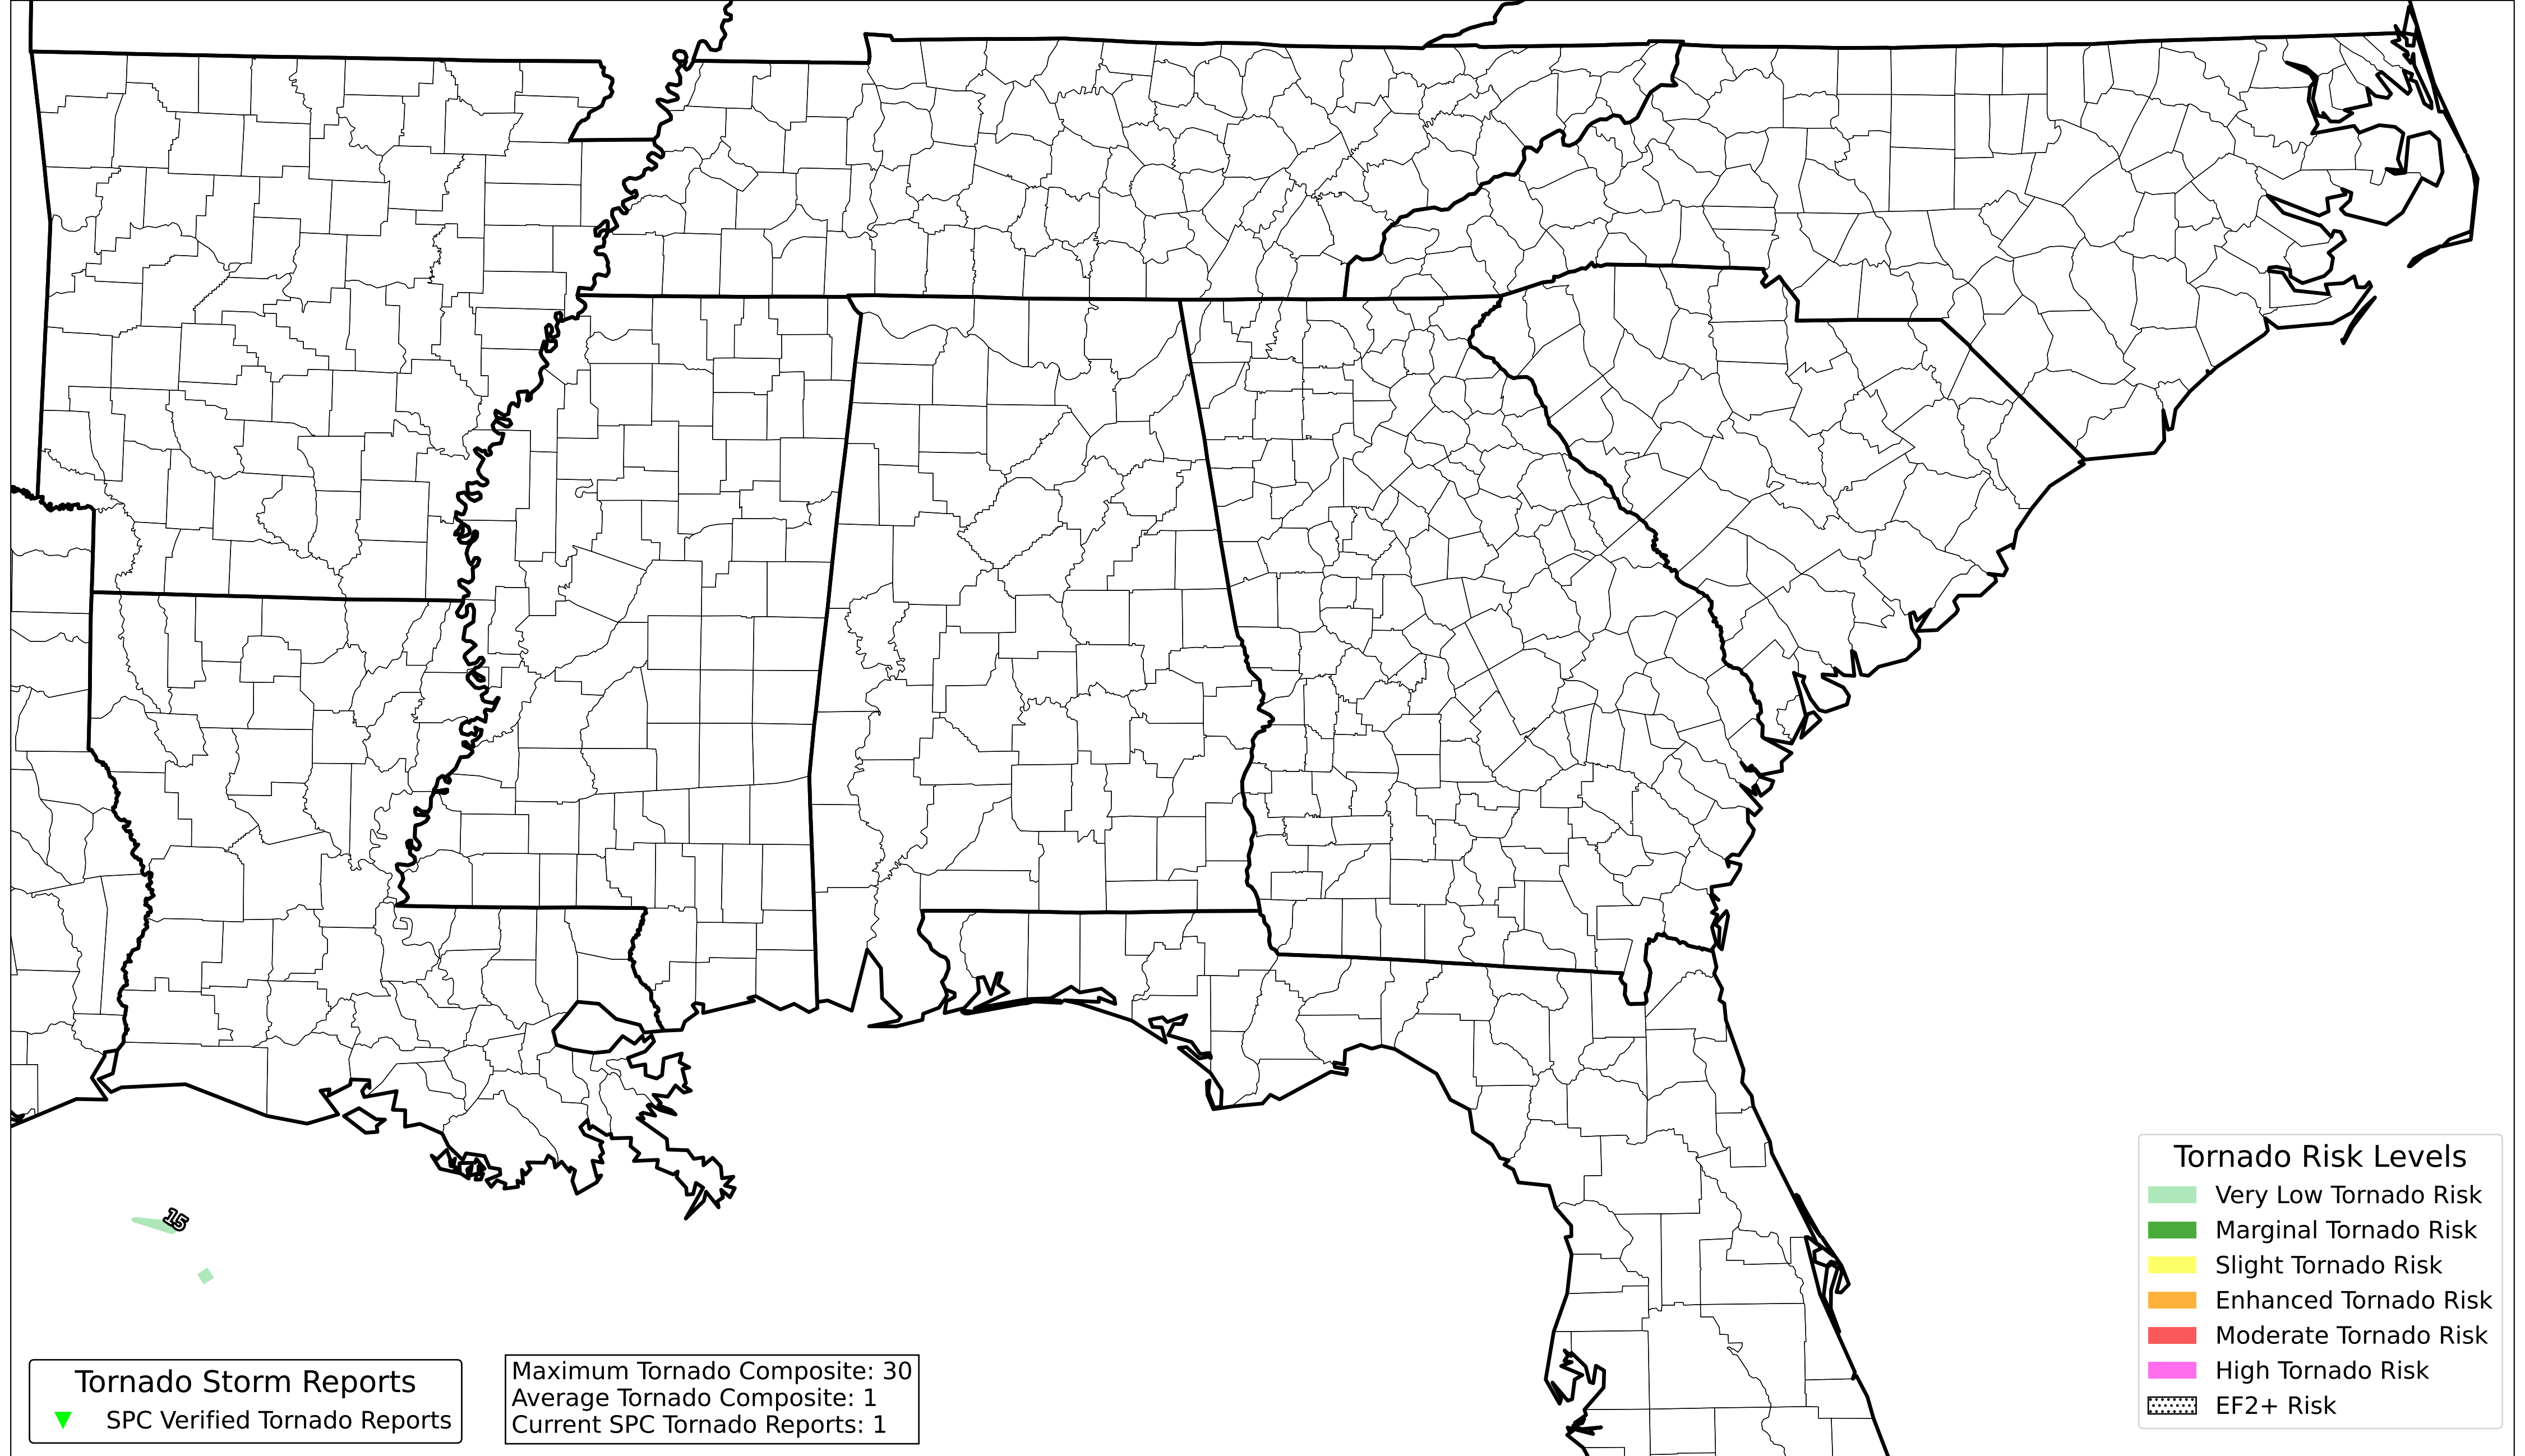 15
Tornado Risk Levels
Very Low Tornado Risk
Marginal Tornado Risk
Slight Tornado Risk
Enhanced Tornado Risk
Moderate Tornado Risk
High Tornado Risk
EF2+ Risk
Tornado Storm Reports
SPC Verified Tornado Reports
Maximum Tornado Composite: 30
Average Tornado Composite: 1
Current SPC Tornado Reports: 1